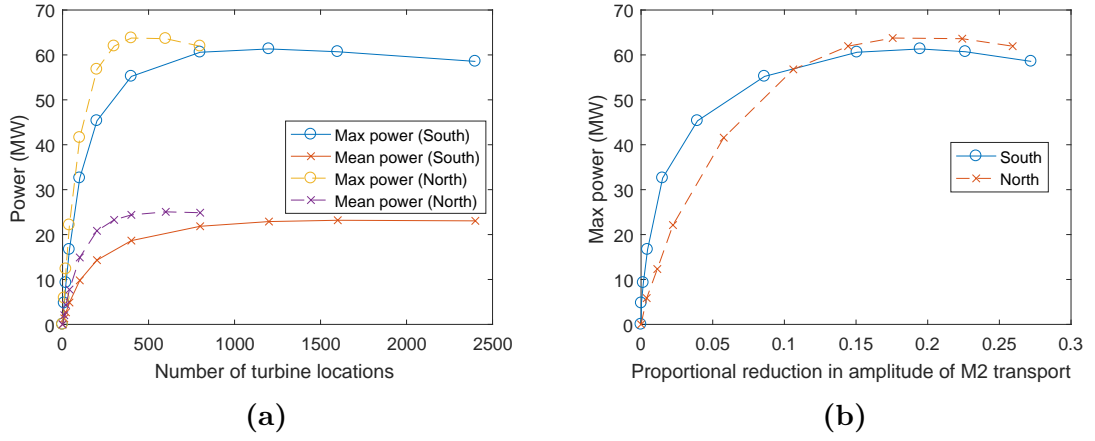 70
60
50
40
30
20
10
0
Power (MW)
Max power (South)
Mean power (South)
Max power (North)
Mean power (North)
0 500 1000 1500 2000 2500
Number of turbine locations
(a)
70
60
50
40
30
20
10
0
Max power (MW)
South
North
0 0.05 0.1 0.15 0.2 0.25 0.3
Proportional reduction in amplitude of M2 transport
(b)